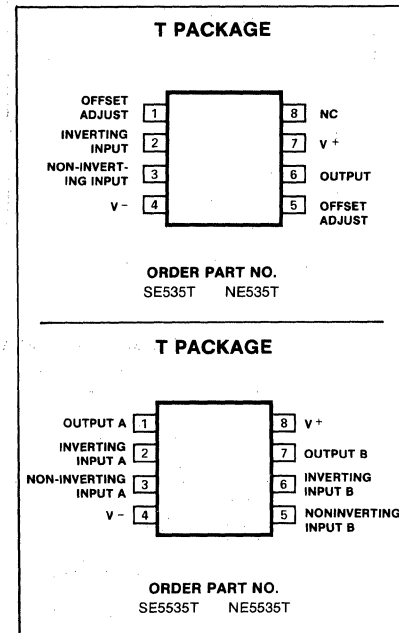 T PACKAGE
OFFSET
ADJUST 1
INVERTING
INPUT 2
NON-INVERT-
ING INPUT 3
V- 4
8 NC
7 V+
6 OUTPUT
5 OFFSET
ADJUST
ORDER PART NO.
SE535T NE535T
T PACKAGE
OUTPUT A 1
INVERTING
INPUT A 2
NON-INVERTING
INPUT A 3
V- 4
8 V+
7 OUTPUT B
6 INVERTING
INPUT B
5 NONINVERTING
INPUT B
ORDER PART NO.
SE5535T NE5535T